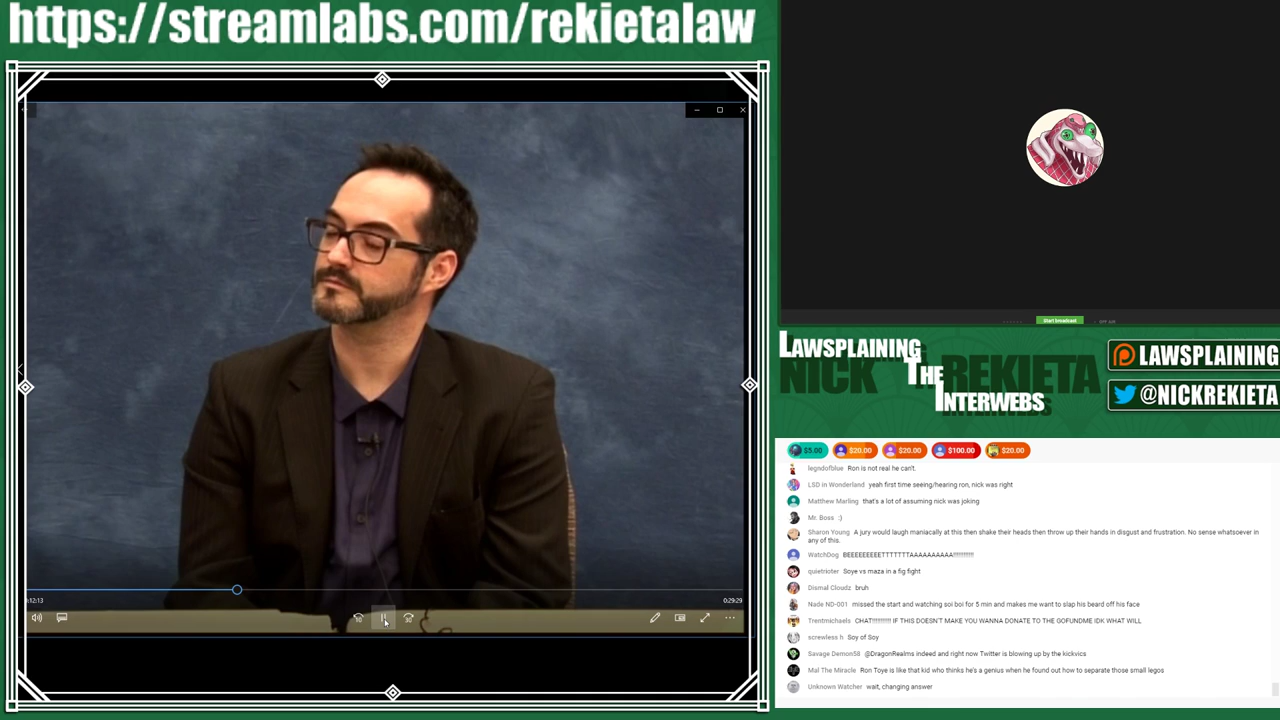 https://streamlabs.com/rekietalaw
:12:13
0:29:29
Start broadcast
OFF AIR
NICK REKIETA
LAWSPLAINING
THE
INTERWEBS
LAWSPLAINING
@NICKREKIETA
$5.00 $20.00 $20.00 $100.00 $20.00
legndofblue Ron is not real he can't.
LSD in Wonderland yeah first time seeing/hearing ron, nick was right
Matthew Marling that's a lot of assuming nick was joking
Mr. Boss :)
Sharon Young A jury would laugh maniacally at this then shake their heads then throw up their hands in disgust and frustration. No sense whatsoever in
any of this.
WatchDog BEEEEEEEEETTTTTTTAAAAAAAAAA!!!!!!!!!!!!
quietrioter Soye vs maza in a fig fight
Dismal Cloudz bruh
Nade ND-001 missed the start and watching soi boi for 5 min and makes me want to slap his beard off his face
Trentmichaels CHAT!!!!!!!!!! IF THIS DOESN'T MAKE YOU WANNA DONATE TO THE GOFUNDME IDK WHAT WILL
screwless h Soy of Soy
Savage Demon58 @DragonRealms indeed and right now Twitter is blowing up by the kickvics
Mal The Miracle Ron Toye is like that kid who thinks he's a genius when he found out how to separate those small legos
Unknown Watcher wait, changing answer